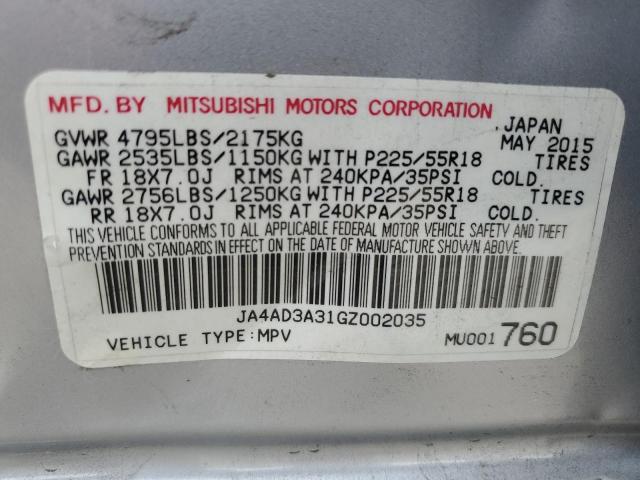 MFD. BY MITSUBISHI MOTORS CORPORATION
, JAPAN
GVWR 4795LBS/2175KG MAY 2015
GAWR 2535LBS/1150KG WITH P225/55R18 TIRES
FR 18X7.0J RIMS AT 240KPA/35PSI COLD.
GAWR 2756LBS/1250KG WITH P225/55R18 TIRES
RR 18X7.0J RIMS AT 240KPA/35PSI COLD.
THIS VEHICLE CONFORMS TO ALL APPLICABLE FEDERAL MOTOR VEHICLE SAFETY AND THEFT
PREVENTION STANDARDS IN EFFECT ON THE DATE OF MANUFACTURE SHOWN ABOVE.
JA4AD3A31GZ002035
VEHICLE TYPE:MPV MU001760